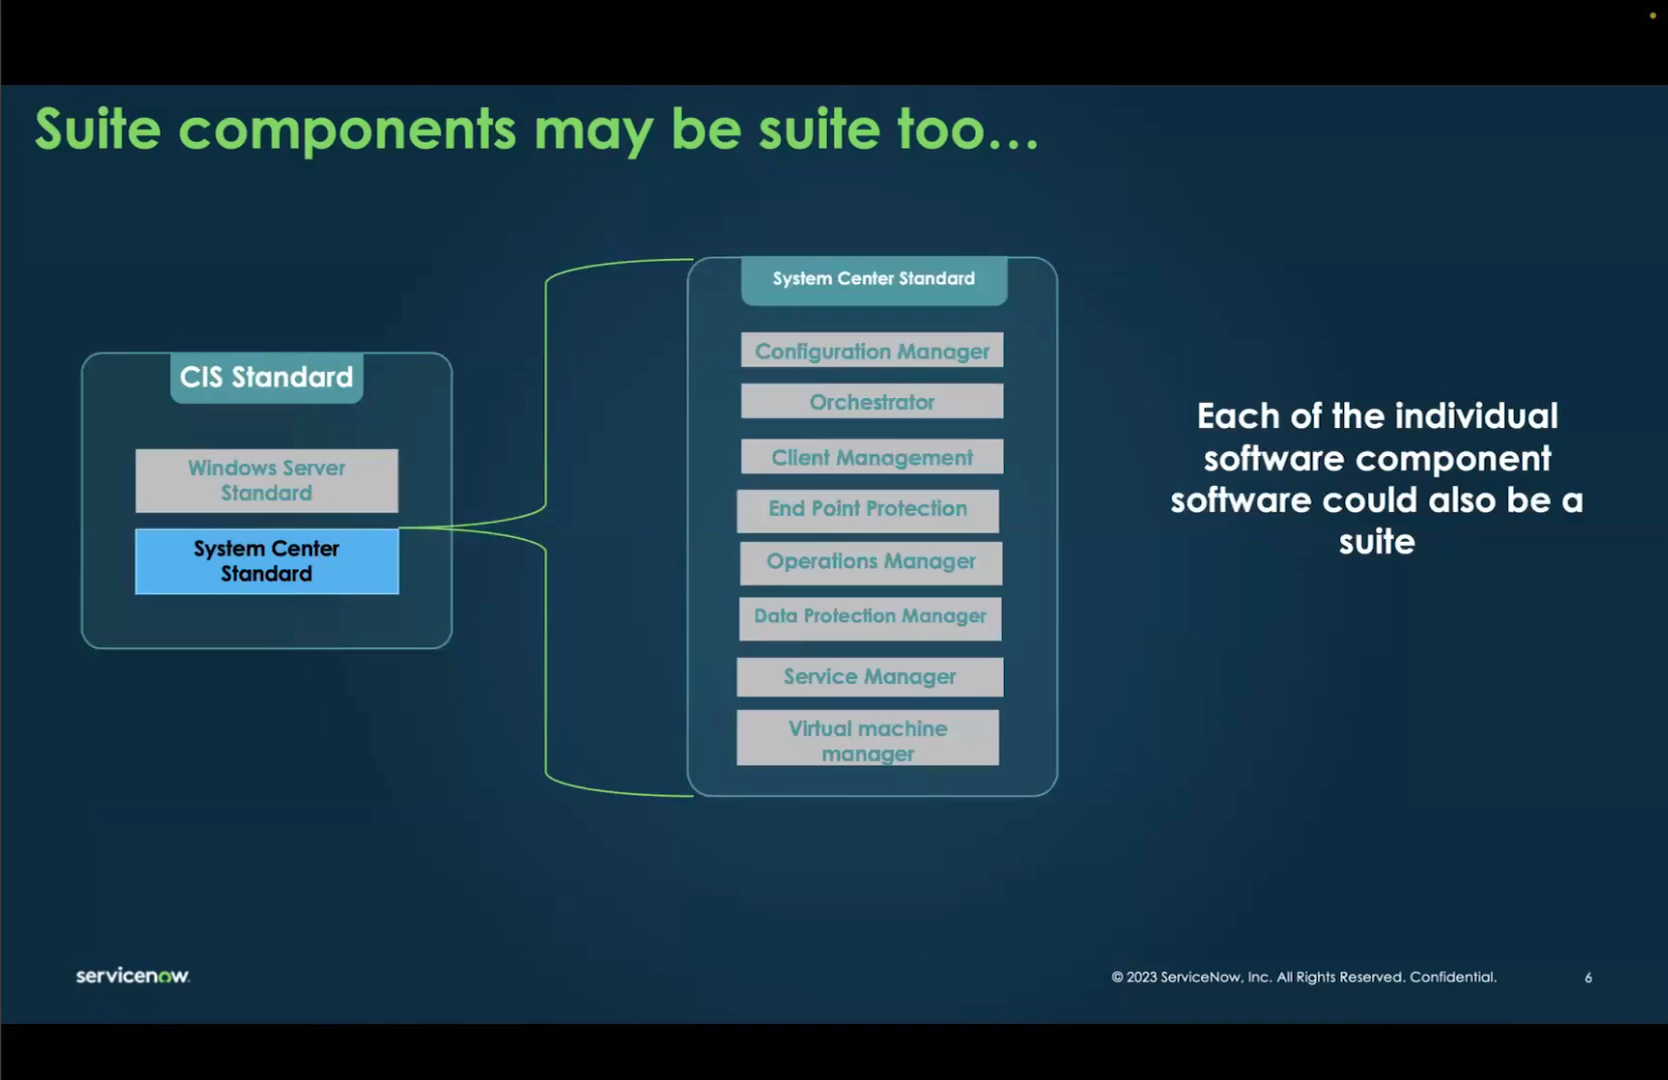 Suite components may be suite too...
CIS Standard
Windows Server
Standard
System Center
Standard
System Center Standard
Configuration Manager
Orchestrator
Client Management
End Point Protection
Operations Manager
Data Protection Manager
Service Manager
Virtual machine
manager
Each of the individual
software component
software could also be a
suite
servicenow
© 2023 ServiceNow, Inc. All Rights Reserved. Confidential.
6